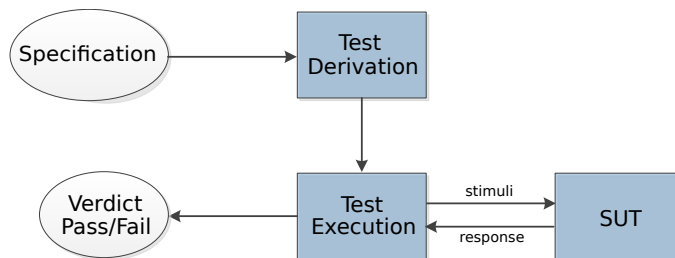 Specification
Test
Derivation
Verdict
Pass/Fail
Test
Execution
stimuli
response
SUT